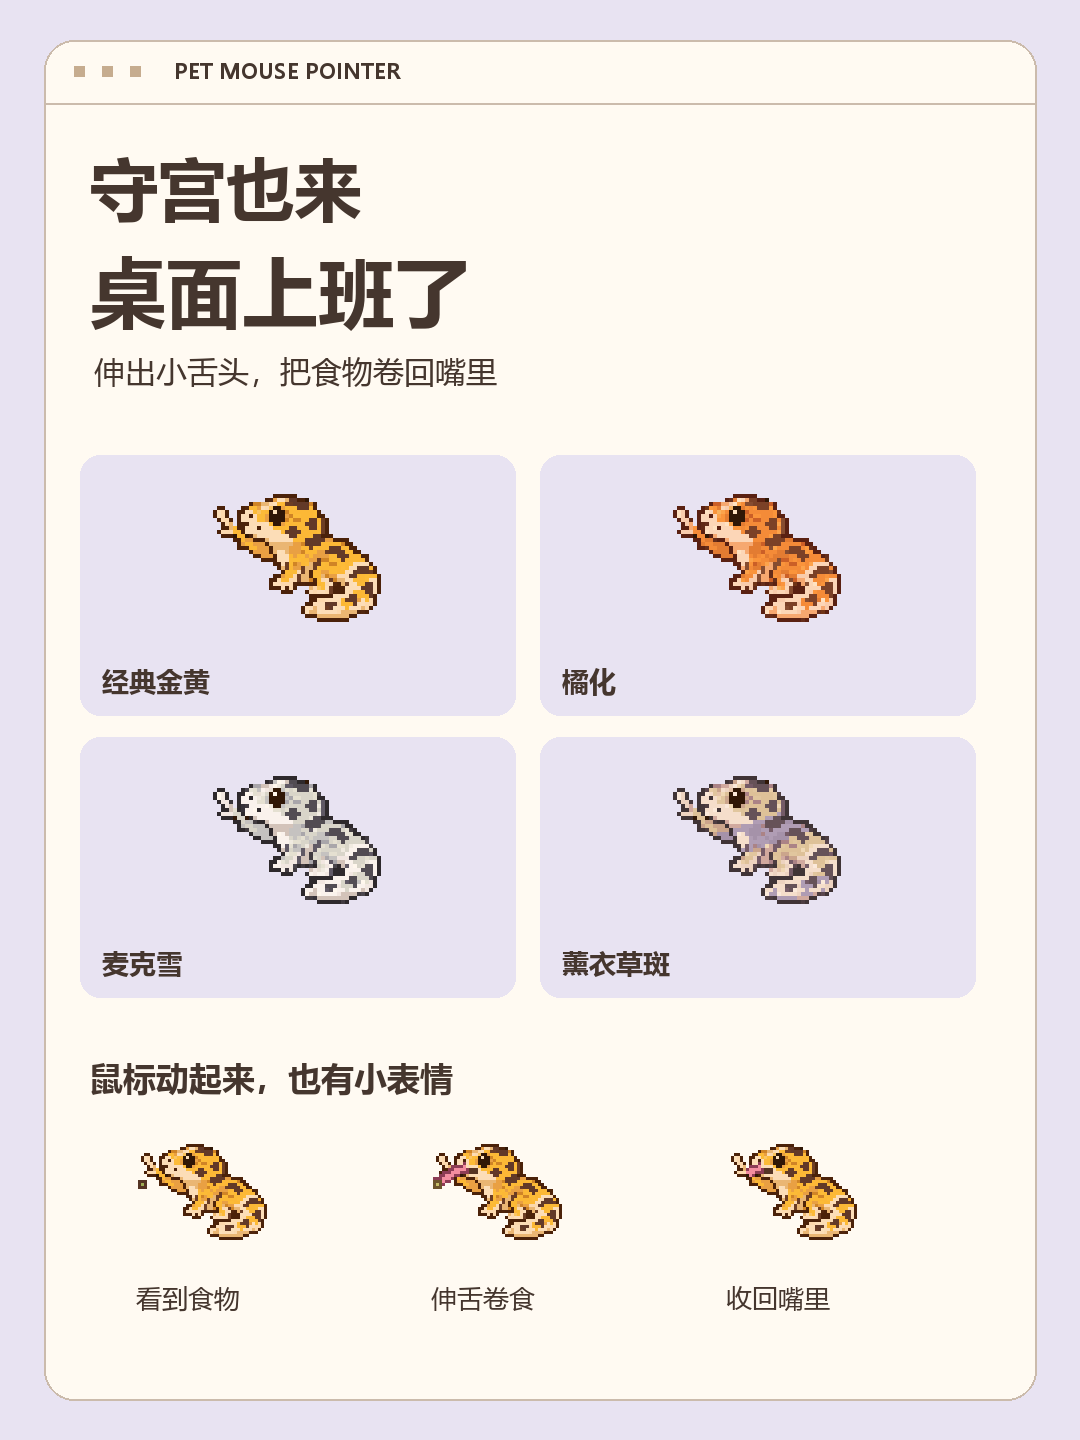 PET MOUSE POINTER
守宫也来
桌面上班了
伸出小舌头，把食物卷回嘴里
经典金黄
橘化
麦克雪
薰衣草斑
鼠标动起来，也有小表情
看到食物
伸舌卷食
收回嘴里